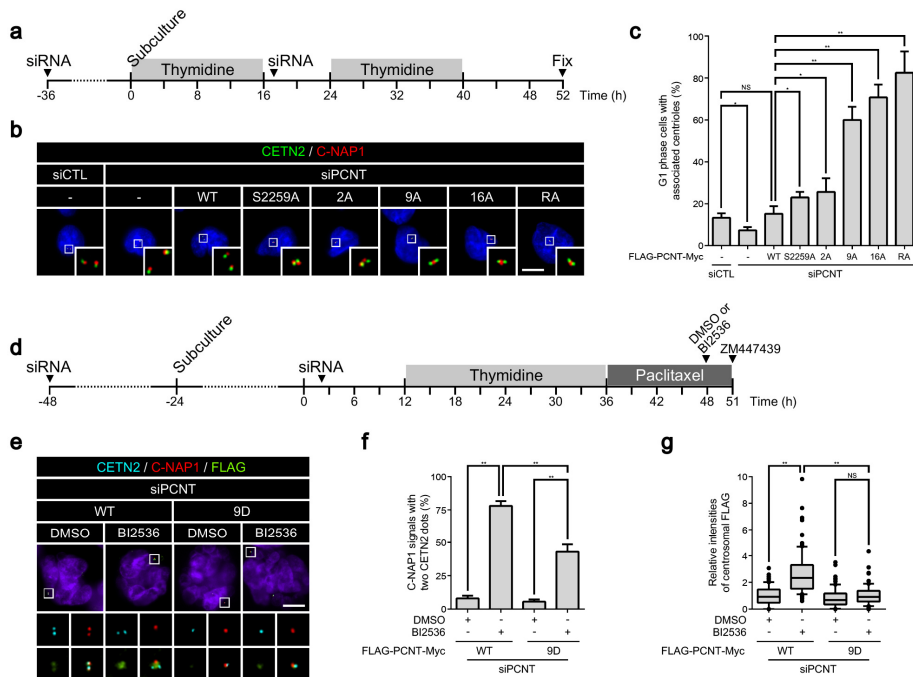 a
siRNA
Subculture
Thymidine
siRNA
Thymidine
Fix
-36 0 8 16 24 32 40 52 Time (h)
b
CETN2 / C-NAP1
siCTL siPCNT
- - WT S2259A 2A 9A 16A RA
c
G1 phase cells with
associated centrioles (%)
100
80
60
40
20
0
NS
*
*
*
**
**
**
FLAG-PCNT-Myc - - WT S2259A 2A 9A 16A RA
siCTL siPCNT
d
siRNA
Subculture
siRNA
Thymidine
Paclitaxel
DMSO or
BI2536
ZM447439
-48 -24 0 3 6 9 12 18 24 30 36 42 48 51 Time (h)
e
CETN2 / C-NAP1 / FLAG
siPCNT
WT 9D
DMSO BI2536 DMSO BI2536
f
C-NAP1 signals with
two CETN2 dots (%)
100
80
60
40
20
0
** **
**
DMSO + - + -
BI2536 - + - +
FLAG-PCNT-Myc WT 9D
siPCNT
g
Relative intensities
of centrosomal FLAG
10
8
6
4
2
0
** **
NS
DMSO + - + -
BI2536 - + - +
FLAG-PCNT-Myc WT 9D
siPCNT